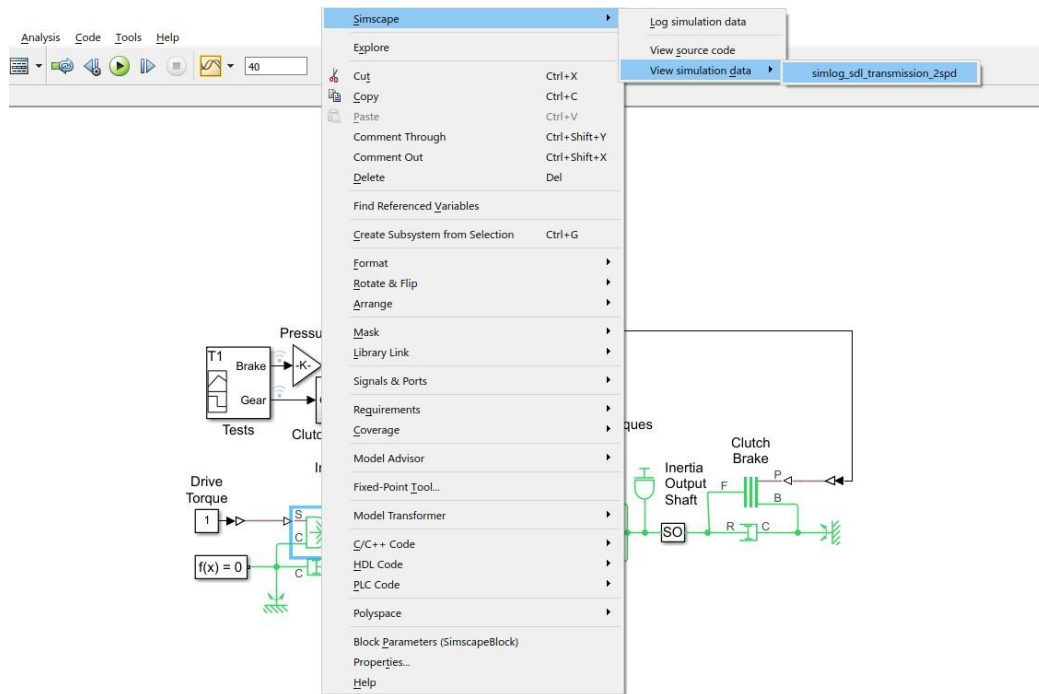 Analysis Code Tools Help
40
Simscape
Explore
Cut Ctrl+X
Copy Ctrl+C
Paste Ctrl+V
Comment Through Ctrl+Shift+Y
Comment Out Ctrl+Shift+X
Delete Del
Find Referenced Variables
Create Subsystem from Selection Ctrl+G
Format
Rotate & Flip
Arrange
Mask
Library Link
Signals & Ports
Requirements
Coverage
Model Advisor
Fixed-Point Tool...
Model Transformer
C/C++ Code
HDL Code
PLC Code
Polyspace
Block Parameters (SimscapeBlock)
Properties...
Help
Log simulation data
View source code
View simulation data
simlog_sdl_transmission_2spd
Pressu
T1
Brake
-K-
Gear
Tests
Clutc
In
Drive
Torque
1
S
C
f(x) = 0
C
ques
Inertia
Output
Shaft
SO
Clutch
Brake
P
F
B
R
C